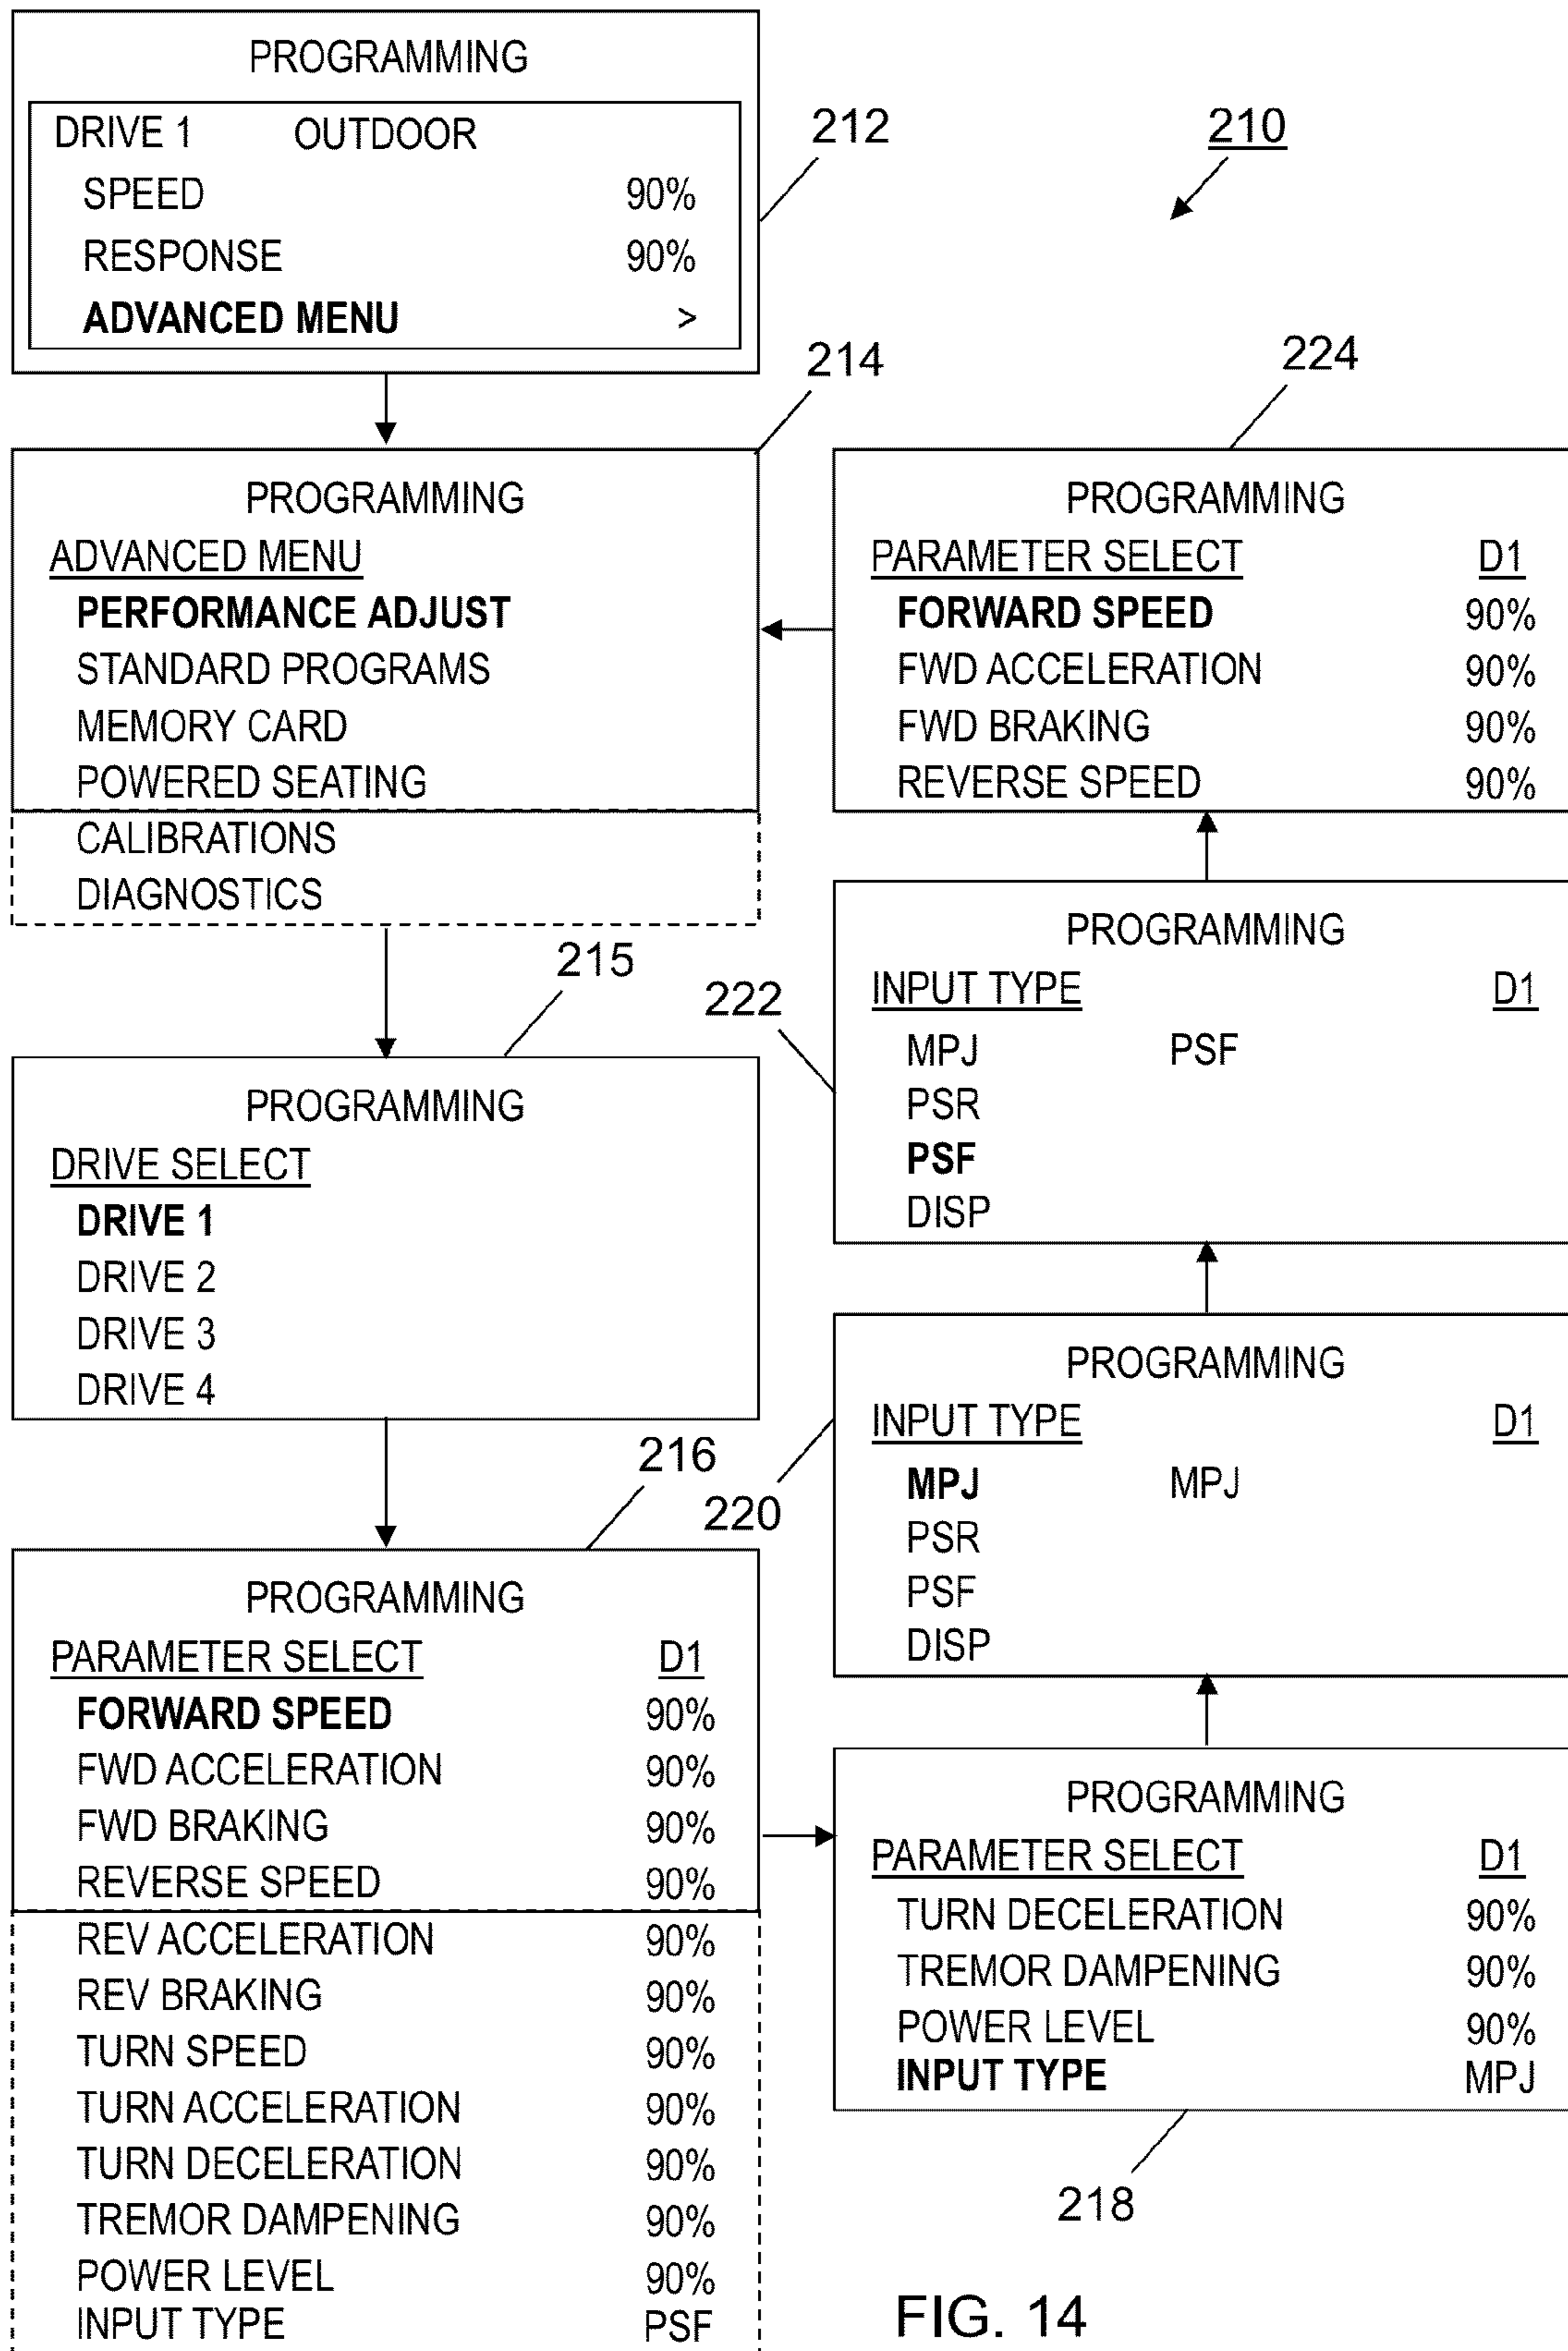 PROGRAMMING
DRIVE 1 OUTDOOR
SPEED 90%
RESPONSE 90%
ADVANCED MENU >
212
210
214
PROGRAMMING
ADVANCED MENU
PERFORMANCE ADJUST
STANDARD PROGRAMS
MEMORY CARD
POWERED SEATING
CALIBRATIONS
DIAGNOSTICS
215
PROGRAMMING
DRIVE SELECT
DRIVE 1
DRIVE 2
DRIVE 3
DRIVE 4
216
PROGRAMMING
PARAMETER SELECT D1
FORWARD SPEED 90%
FWD ACCELERATION 90%
FWD BRAKING 90%
REVERSE SPEED 90%
REV ACCELERATION 90%
REV BRAKING 90%
TURN SPEED 90%
TURN ACCELERATION 90%
TURN DECELERATION 90%
TREMOR DAMPENING 90%
POWER LEVEL 90%
INPUT TYPE PSF
224
PROGRAMMING
PARAMETER SELECT D1
FORWARD SPEED 90%
FWD ACCELERATION 90%
FWD BRAKING 90%
REVERSE SPEED 90%
222
PROGRAMMING
INPUT TYPE D1
MPJ PSF
PSR
PSF
DISP
220
PROGRAMMING
INPUT TYPE D1
MPJ MPJ
PSR
PSF
DISP
PROGRAMMING
PARAMETER SELECT D1
TURN DECELERATION 90%
TREMOR DAMPENING 90%
POWER LEVEL 90%
INPUT TYPE MPJ
218
FIG. 14